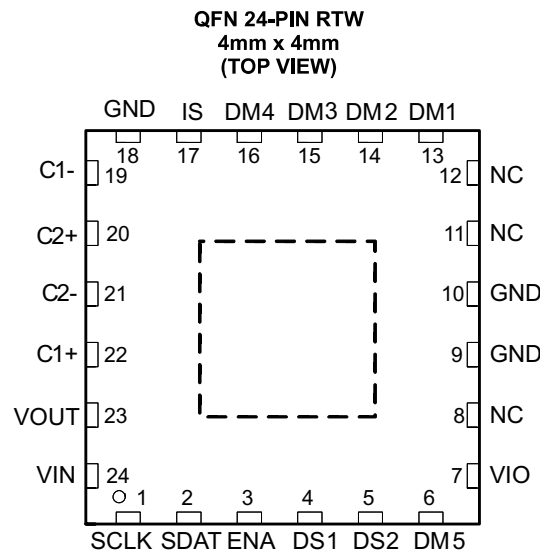 QFN 24-PIN RTW
4mm x 4mm
(TOP VIEW)
GND IS DM4 DM3 DM2 DM1
18 17 16 15 14 13
C1- 19 12 NC
C2+ 20 11 NC
C2- 21 10 GND
C1+ 22 9 GND
VOUT 23 8 NC
VIN 24 7 VIO
1 2 3 4 5 6
SCLK SDAT ENA DS1 DS2 DM5